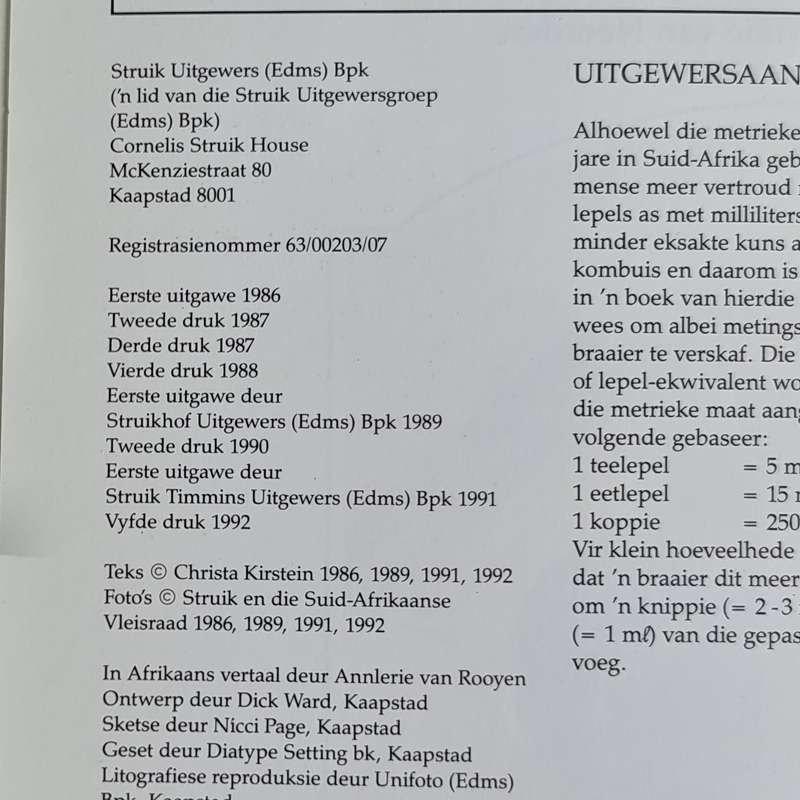 Struik Uitgewers (Edms) Bpk
('n lid van die Struik Uitgewersgroep
(Edms) Bpk)
Cornelis Struik House
McKenziestraat 80
Kaapstad 8001
Registrasienommer 63/00203/07
Eerste uitgawe 1986
Tweede druk 1987
Derde druk 1987
Vierde druk 1988
Eerste uitgawe deur
Struikhof Uitgewers (Edms) Bpk 1989
Tweede druk 1990
Eerste uitgawe deur
Struik Timmins Uitgewers (Edms) Bpk 1991
Vyfde druk 1992
Teks © Christa Kirstein 1986, 1989, 1991, 1992
Foto's © Struik en die Suid-Afrikaanse
Vleisraad 1986, 1989, 1991, 1992
In Afrikaans vertaal deur Annlerie van Rooyen
Ontwerp deur Dick Ward, Kaapstad
Sketse deur Nicci Page, Kaapstad
Geset deur Diatype Setting bk, Kaapstad
Litografiese reproduksie deur Unifoto (Edms)
Bpk, Kaapstad
UITGEWERSAAN
Alhoewel die metrieke
jare in Suid-Afrika geb
mense meer vertroud
lepels as met milliliters
minder eksakte kuns a
kombuis en daarom is
in 'n boek van hierdie
wees om albei metings
braaier te verskaf. Die
of lepel-ekwivalent wo
die metrieke maat aang
volgende gebaseer:
1 teelepel = 5 m
1 eetlepel = 15
1 koppie = 250
Vir klein hoeveelhede
dat 'n braaier dit meer
om 'n knippie (= 2-3
(= 1 mℓ) van die gepas
voeg.